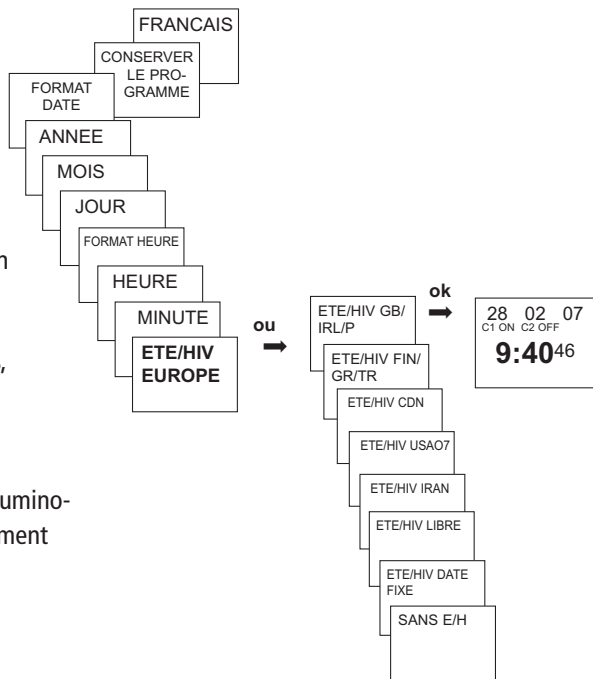 FRANCAIS
CONSERVER
LE PRO-
GRAMME
FORMAT
DATE
ANNEE
MOIS
JOUR
FORMAT HEURE
HEURE
MINUTE
ETE/HIV
EUROPE
ou
ETE/HIV GB/
IRL/P
ETE/HIV FIN/
GR/TR
ETE/HIV CDN
ETE/HIV USAO7
ETE/HIV IRAN
ETE/HIV LIBRE
ETE/HIV DATE
FIXE
SANS E/H
ok
28 02 07
C1 ON C2 OFF
9:4046
umino-
ment